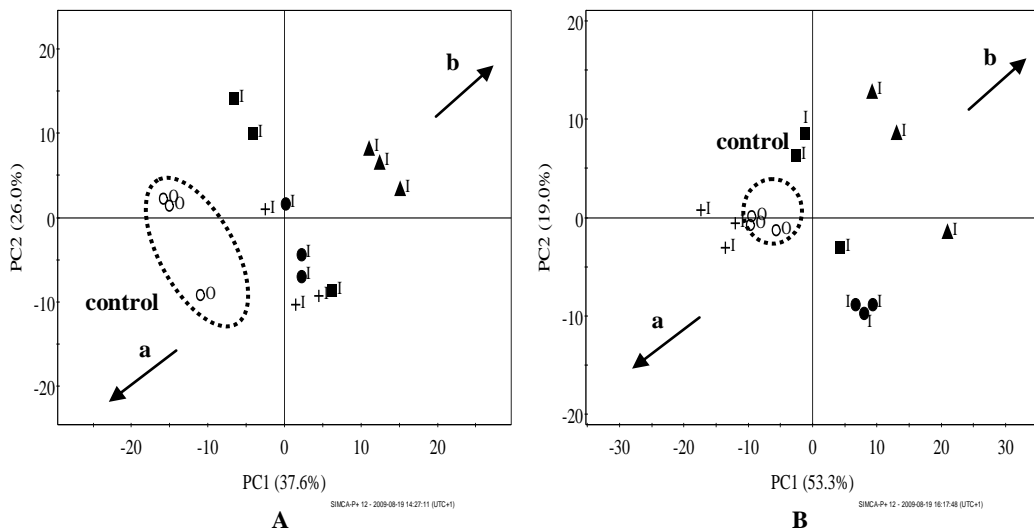 20
10
0
-10
-20
PC2 (26.0%)
b
I
I
I
I
I
I
I
I
I
I
I
I
O
O
O
control
a
-20
-10
0
10
20
PC1 (37.6%)
SIMCA-P+ 12 - 2009-08-19 14:27:11 (UTC+1)
A
20
10
0
-10
-20
PC2 (19.0%)
b
I
I
I
I
I
control
I
I
I
O
O
O
I
I
I
I
a
-30
-20
-10
0
10
20
30
PC1 (53.3%)
SIMCA-P+ 12 - 2009-08-19 16:17:48 (UTC+1)
B